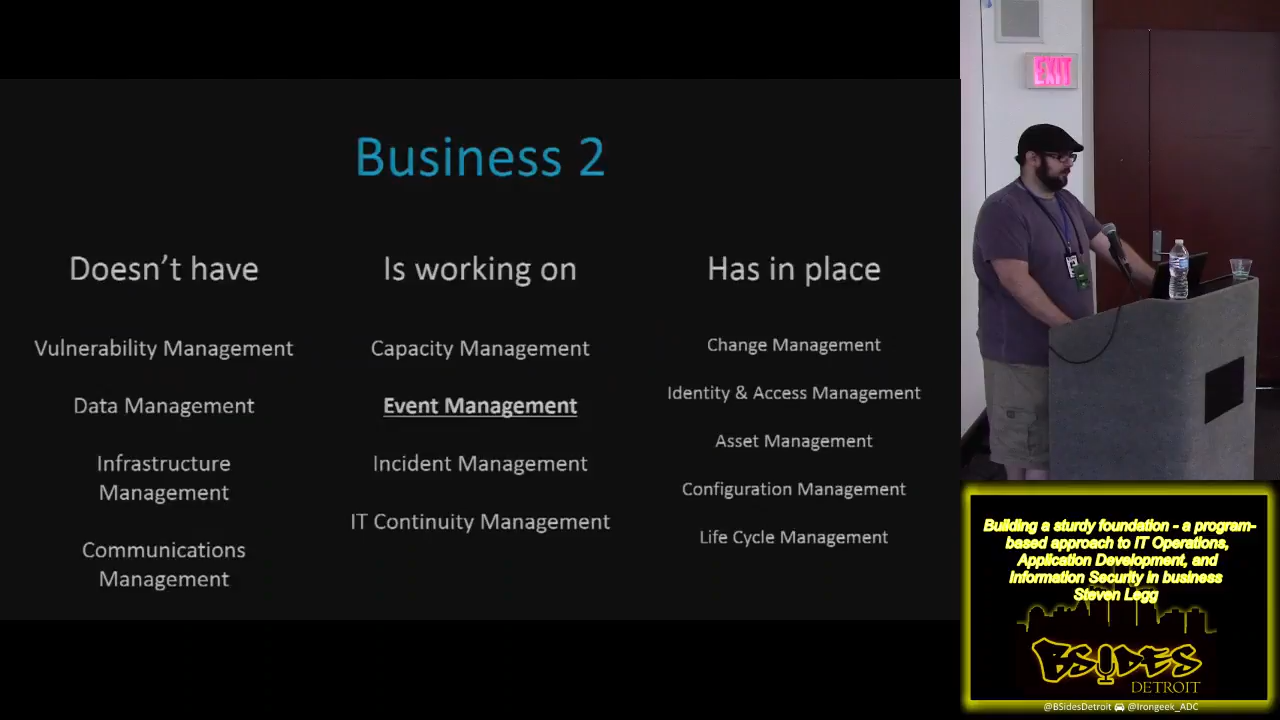 Business 2
Doesn't have
Vulnerability Management
Data Management
Infrastructure
Management
Communications
Management
Is working on
Capacity Management
Event Management
Incident Management
IT Continuity Management
Has in place
Change Management
Identity & Access Management
Asset Management
Configuration Management
Life Cycle Management
EXIT
Building a sturdy foundation - a program-
based approach to IT Operations,
Application Development, and
Information Security in business
Steven Legg
BSIDES
DETROIT
@BSidesDetroit @Irongeek_ADC